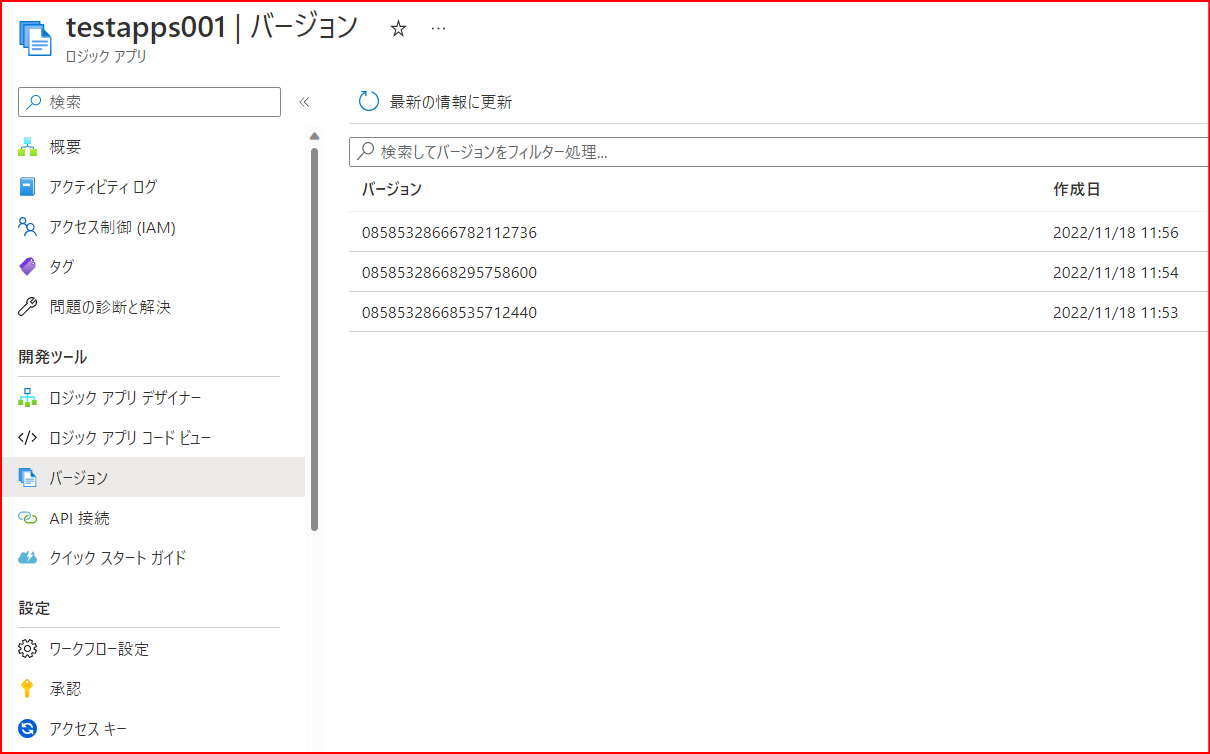 testapps001 | バージョン
ロジック アプリ
検索
概要
アクティビティ ログ
アクセス制御 (IAM)
タグ
問題の診断と解決
開発ツール
ロジック アプリ デザイナー
ロジック アプリ コード ビュー
バージョン
API 接続
クイック スタート ガイド
設定
ワークフロー設定
承認
アクセス キー
最新の情報に更新
検索してバージョンをフィルター処理...
バージョン 作成日
08585328666782112736 2022/11/18 11:56
08585328668295758600 2022/11/18 11:54
08585328668535712440 2022/11/18 11:53